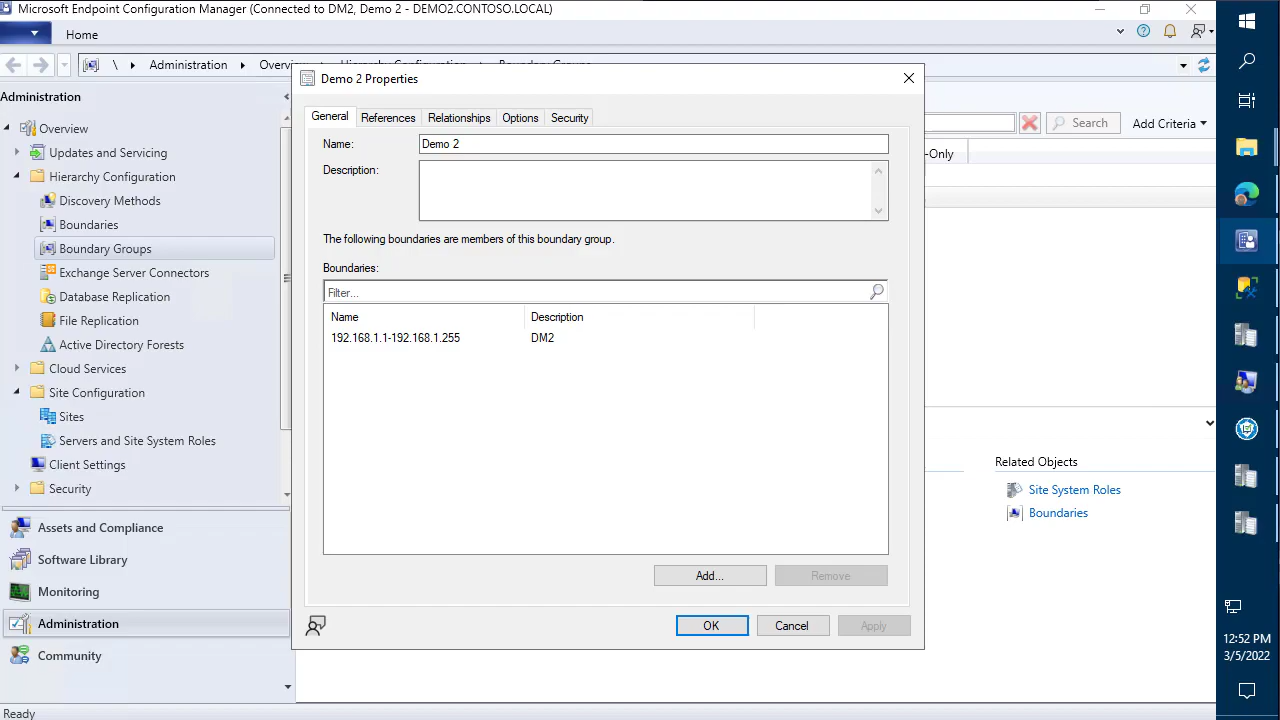 Microsoft Endpoint Configuration Manager (Connected to DM2, Demo 2 - DEMO2.CONTOSO.LOCAL)
Home
\ Administration
Demo 2 Properties
Administration
General References Relationships Options Security
Name: Demo 2
Search
Add Criteria
Overview
Description:
-Only
Updates and Servicing
Hierarchy Configuration
Discovery Methods
Boundaries
The following boundaries are members of this boundary group.
Boundary Groups
Boundaries:
Exchange Server Connectors
Filter...
Database Replication
Name Description
File Replication
192.168.1.1-192.168.1.255 DM2
Active Directory Forests
Cloud Services
Site Configuration
Sites
Servers and Site System Roles
Client Settings
Security
Related Objects
Site System Roles
Boundaries
Assets and Compliance
Software Library
Add... Remove
Monitoring
Administration
OK Cancel Apply
Community
12:52 PM
3/5/2022
Ready